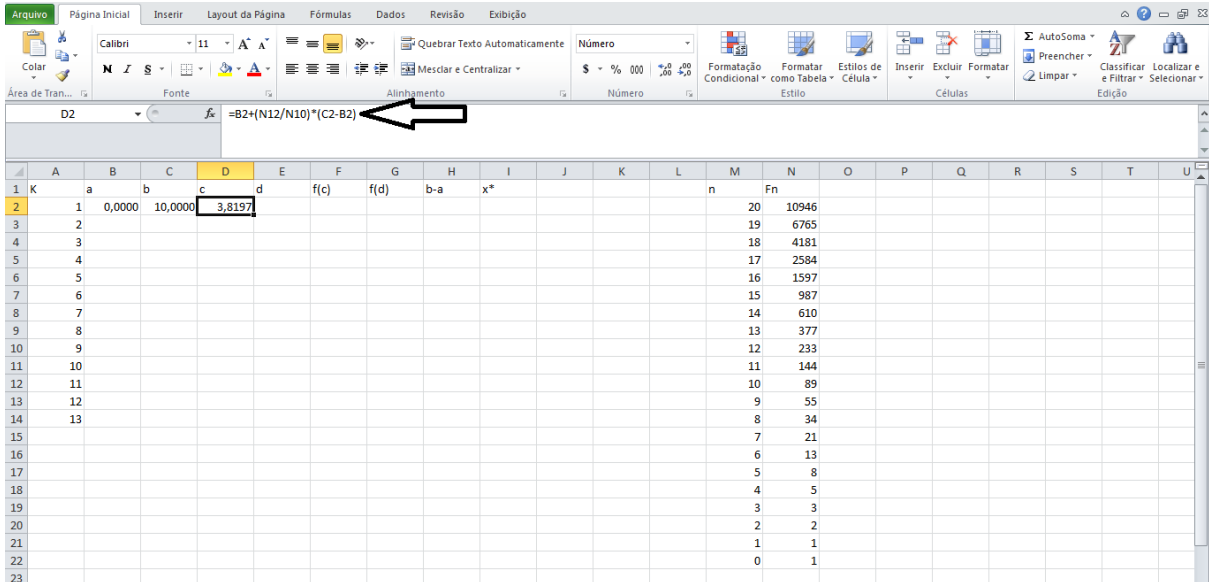 Arquivo Página Inicial Inserir Layout da Página Fórmulas Dados Revisão Exibição
Calibri 11 A A Quebrar Texto Automaticamente Número Σ AutoSoma
Colar N I S Mesclar e Centralizar $ % 000 Formatação Condicional Formatar como Tabela Estilos de Célula Inserir Excluir Formatar Preencher Limpar Classificar e Filtrar Localizar e Selecionar
Área de Tran... Fonte Alinhamento Número Estilo Células Edição
D2 fx =B2+(N12/N10)*(C2-B2)
A B C D E F G H I J K L M N O P Q R S T U
1 K a b c d f(c) f(d) b-a x* n Fn
2 1 0,0000 10,0000 3,8197 20 10946
3 2 19 6765
4 3 18 4181
5 4 17 2584
6 5 16 1597
7 6 15 987
8 7 14 610
9 8 13 377
10 9 12 233
11 10 11 144
12 11 10 89
13 12 9 55
14 13 8 34
15 7 21
16 6 13
17 5 8
18 4 5
19 3 3
20 2 2
21 1 1
22 0 1
23